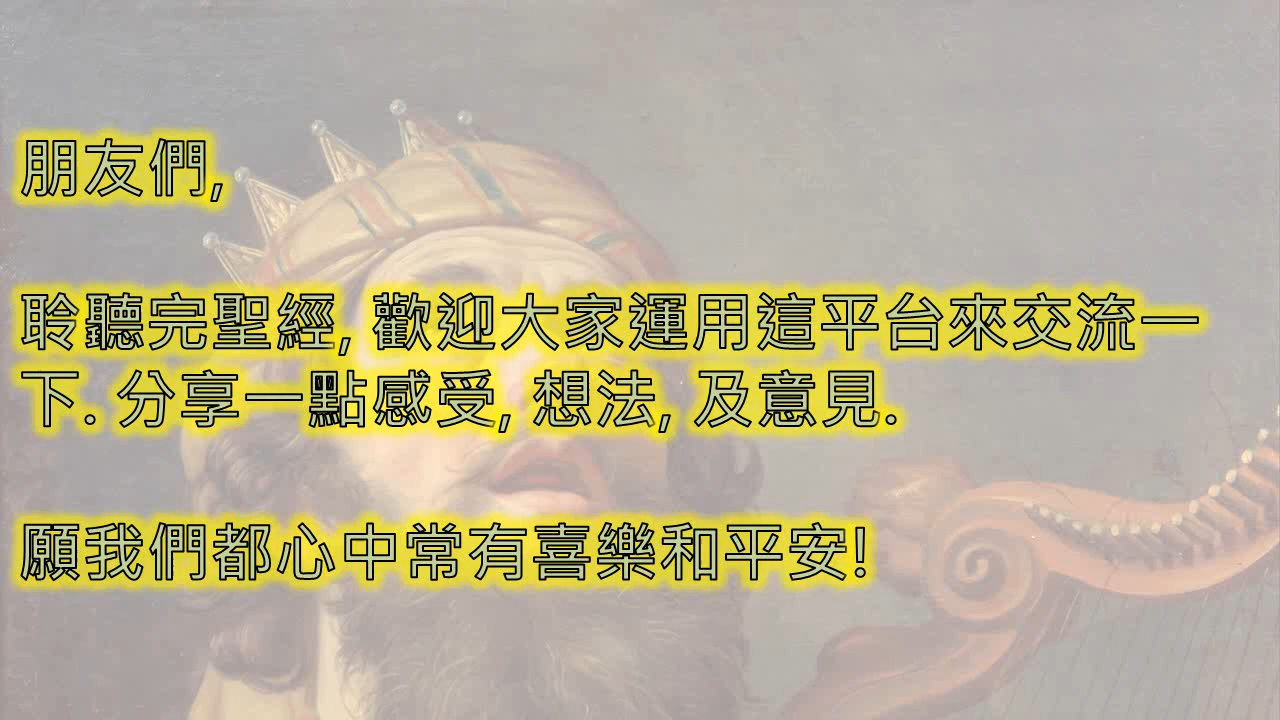 朋友們,
聆聽完聖經, 歡迎大家運用這平台來交流一
下. 分享一點感受, 想法, 及意見.
願我們都心中常有喜樂和平安!